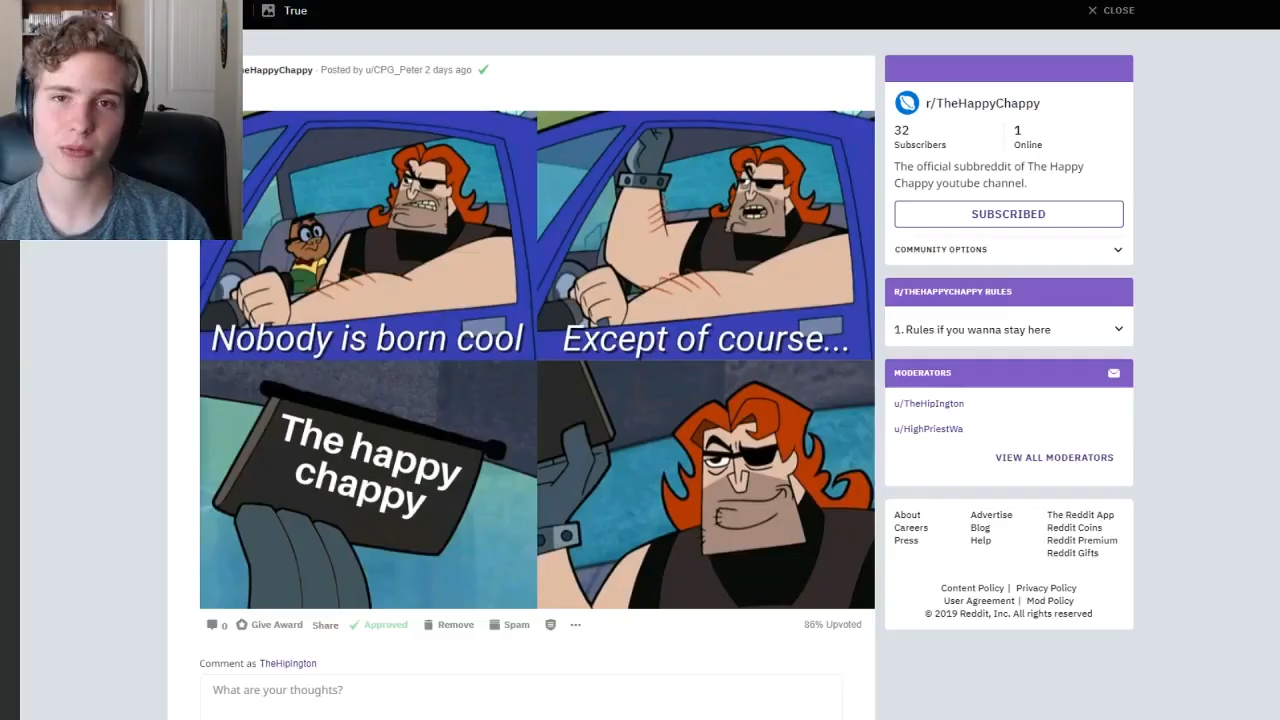 True
CLOSE
eHappyChappy · Posted by u/CPG_Peter 2 days ago
Nobody is born cool
Except of course...
The happy
chappy
0 Give Award Share Approved Remove Spam ··· 86% Upvoted
Comment as TheHipIngton
What are your thoughts?
r/TheHappyChappy
32 1
Subscribers Online
The official subreddit of The Happy
Chappy youtube channel.
SUBSCRIBED
COMMUNITY OPTIONS
R/THEHAPPYCHAPPY RULES
1. Rules if you wanna stay here
MODERATORS
u/TheHipIngton
u/HighPriestWa
VIEW ALL MODERATORS
About Advertise The Reddit App
Careers Blog Reddit Coins
Press Help Reddit Premium
Reddit Gifts
Content Policy | Privacy Policy
User Agreement | Mod Policy
© 2019 Reddit, Inc. All rights reserved